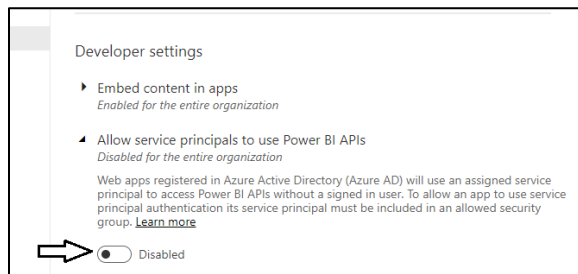 Developer settings
Embed content in apps
Enabled for the entire organization
Allow service principals to use Power BI APIs
Disabled for the entire organization
Web apps registered in Azure Active Directory (Azure AD) will use an assigned service
principal to access Power BI APIs without a signed in user. To allow an app to use service
principal authentication its service principal must be included in an allowed security
group. Learn more
Disabled